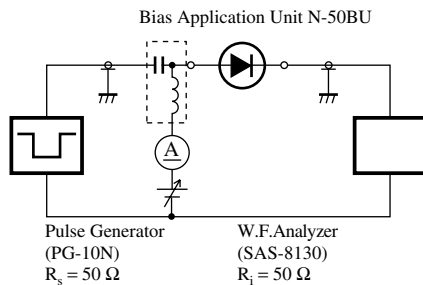 Bias Application Unit N-50BU
A
Pulse Generator
(PG-10N)
Rs = 50 Ω
W.F.Analyzer
(SAS-8130)
Ri = 50 Ω